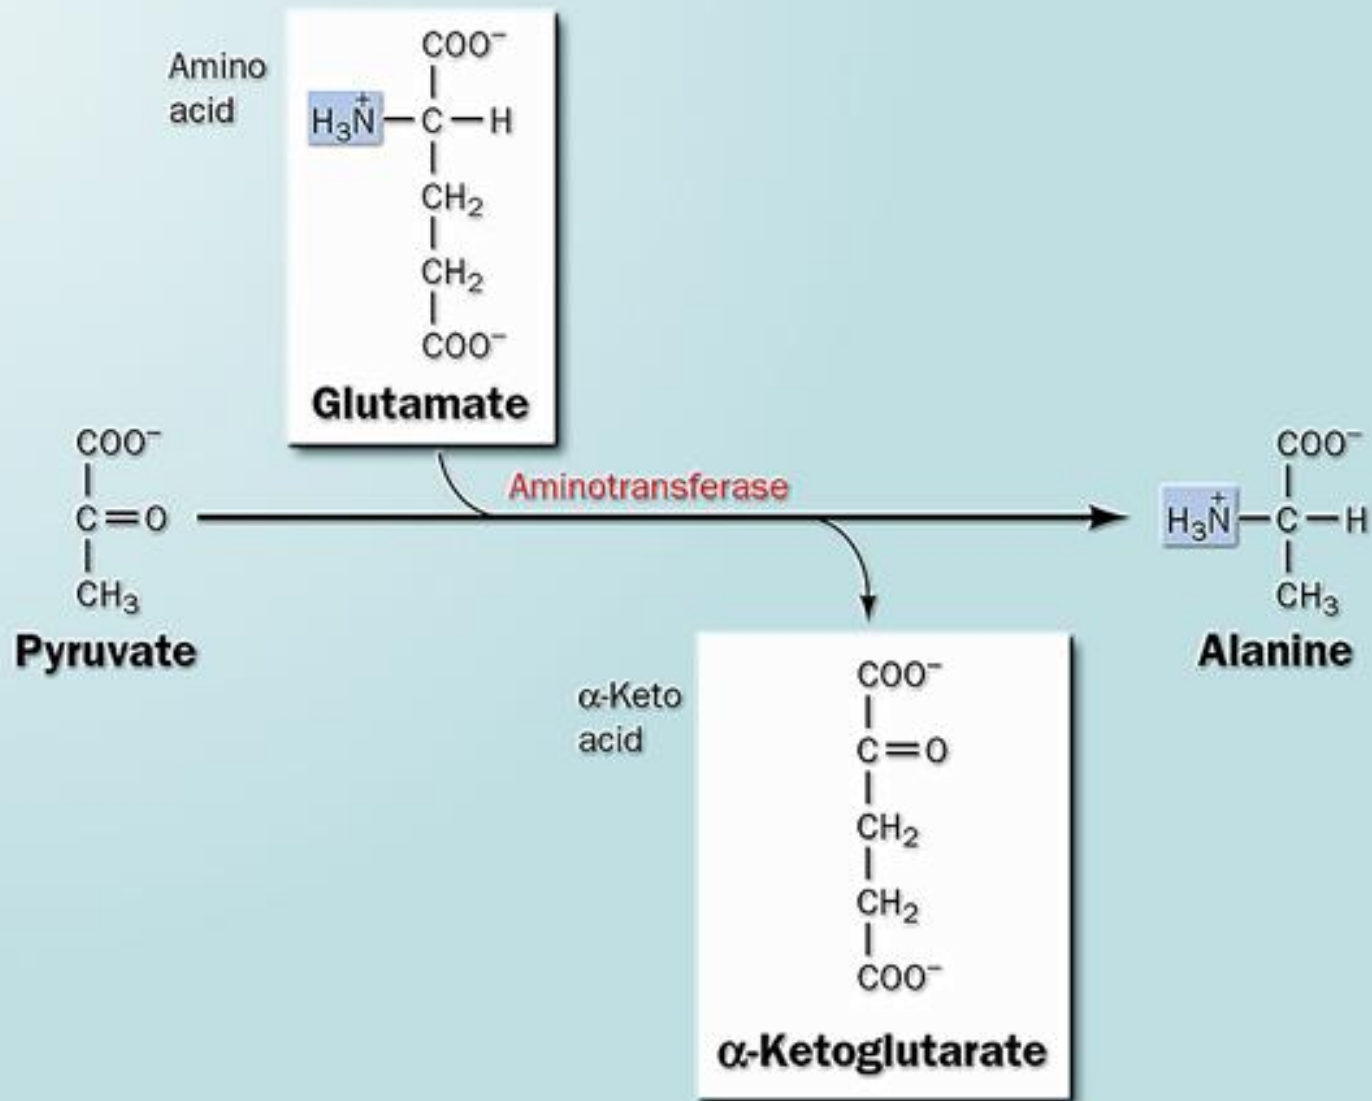 Amino
acid
COO⁻
H₃N⁺—C—H
CH₂
CH₂
COO⁻
Glutamate
COO⁻
C=O
CH₃
Pyruvate
Aminotransferase
COO⁻
H₃N⁺—C—H
CH₃
Alanine
α-Keto
acid
COO⁻
C=O
CH₂
CH₂
COO⁻
α-Ketoglutarate